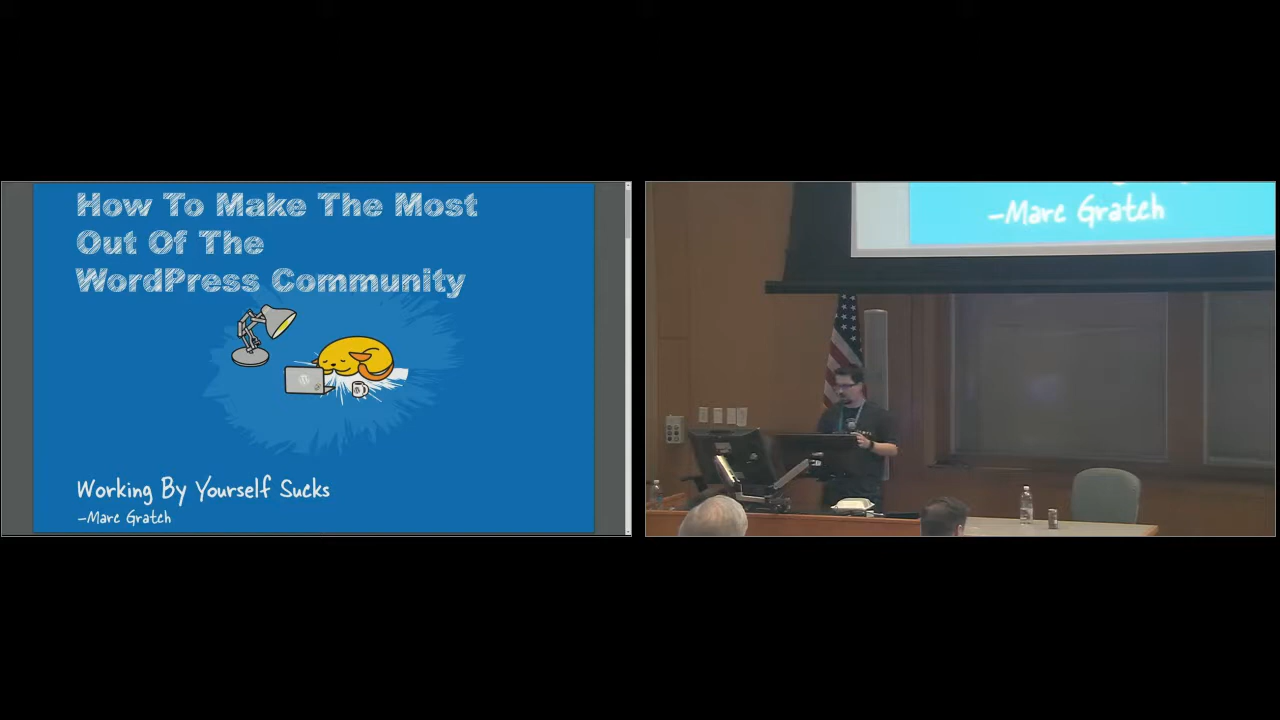 How To Make The Most
Out Of The
WordPress Community
Working By Yourself Sucks
–Marc Gratch
–Marc Gratch